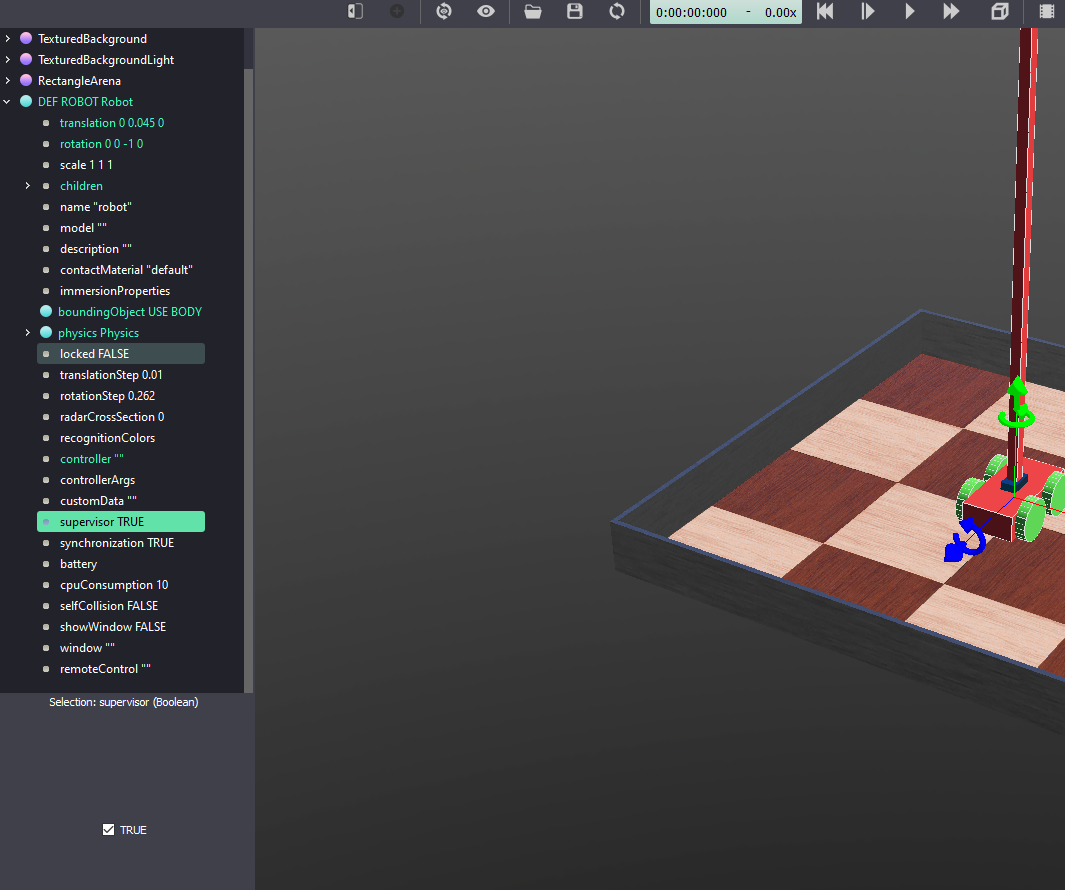 0:00:00:000 - 0.00x
TexturedBackground
TexturedBackgroundLight
RectangleArena
DEF ROBOT Robot
translation 0 0.045 0
rotation 0 0 -1 0
scale 1 1 1
children
name "robot"
model ""
description ""
contactMaterial "default"
immersionProperties
boundingObject USE BODY
physics Physics
locked FALSE
translationStep 0.01
rotationStep 0.262
radarCrossSection 0
recognitionColors
controller ""
controllerArgs
customData ""
supervisor TRUE
synchronization TRUE
battery
cpuConsumption 10
selfCollision FALSE
showWindow FALSE
window ""
remoteControl ""
Selection: supervisor (Boolean)
TRUE